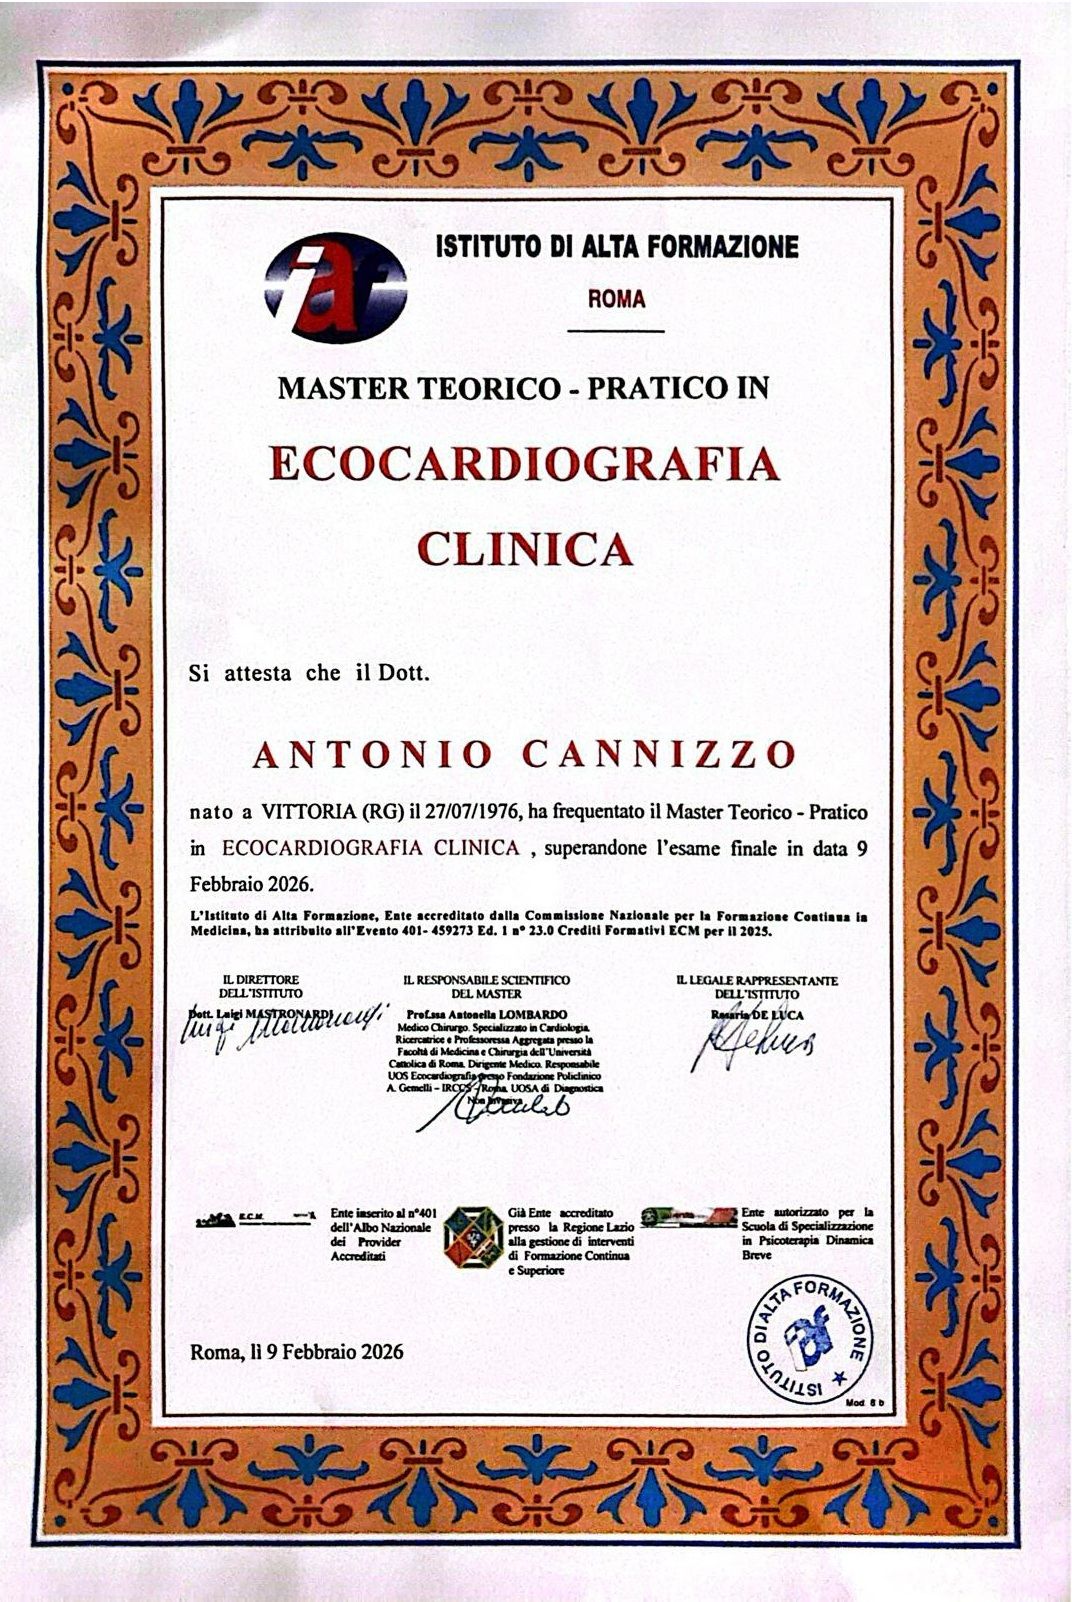 iaf
ISTITUTO DI ALTA FORMAZIONE
ROMA
MASTER TEORICO - PRATICO IN
ECOCARDIOGRAFIA
CLINICA
Si attesta che il Dott.
ANTONIO CANNIZZO
nato a VITTORIA (RG) il 27/07/1976, ha frequentato il Master Teorico - Pratico
in ECOCARDIOGRAFIA CLINICA , superandone l'esame finale in data 9
Febbraio 2026.
L'Istituto di Alta Formazione, Ente accreditato dalla Commissione Nazionale per la Formazione Continua in
Medicina, ha attribuito all'Evento 401- 459273 Ed. 1 n° 23.0 Crediti Formativi ECM per il 2025.
IL DIRETTORE
DELL'ISTITUTO
Dott. Luigi MASTRONARDI
IL RESPONSABILE SCIENTIFICO
DEL MASTER
Prof.ssa Antonella LOMBARDO
Medico Chirurgo. Specializzato in Cardiologia.
Ricercatrice e Professoressa Aggregata presso la
Facoltà di Medicina e Chirurgia dell'Università
Cattolica di Roma. Dirigente Medico. Responsabile
UOS Ecocardiografia presso Fondazione Policlinico
A. Gemelli - IRCCS - Roma. UOSA di Diagnostica
Non Invasiva
IL LEGALE RAPPRESENTANTE
DELL'ISTITUTO
Rosaria DE LUCA
E.C.M.
Ente inserito al n°401
dell'Albo Nazionale
dei Provider
Accreditati
Già Ente accreditato
presso la Regione Lazio
alla gestione di interventi
di Formazione Continua
e Superiore
Ente autorizzato per la
Scuola di Specializzazione
in Psicoterapia Dinamica
Breve
Roma, lì 9 Febbraio 2026
ISTITUTO DI ALTA FORMAZIONE
iaf
Mod. 8 b